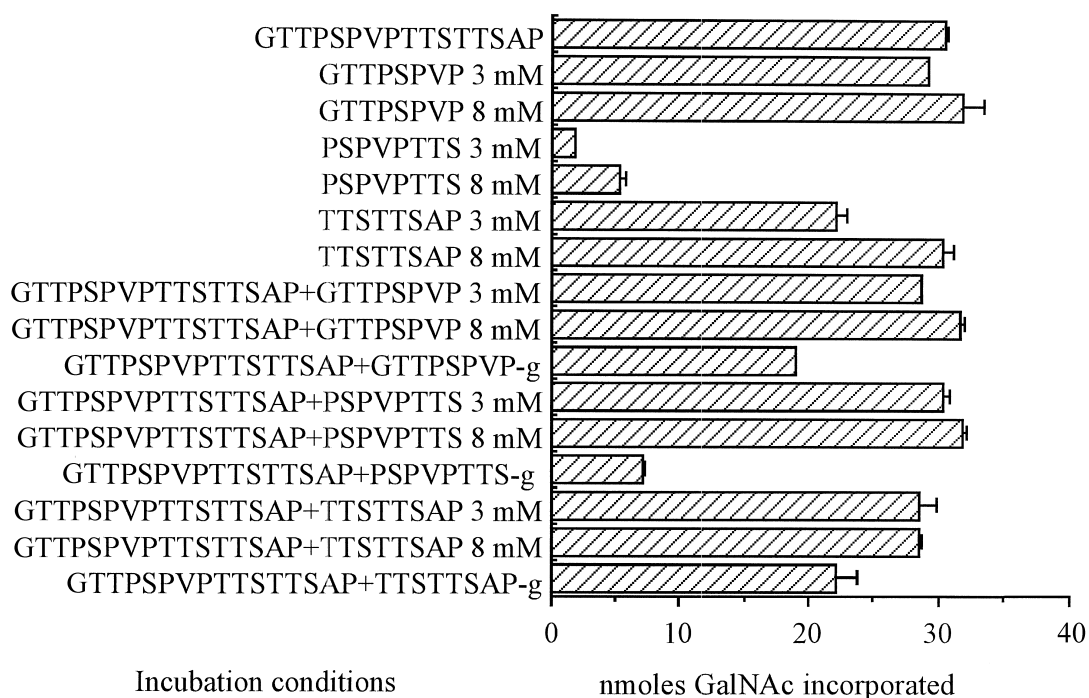 GTTPSPVPTTSTTSAP
GTTPSPVP 3 mM
GTTPSPVP 8 mM
PSPVPTTS 3 mM
PSPVPTTS 8 mM
TTSTTSAP 3 mM
TTSTTSAP 8 mM
GTTPSPVPTTSTTSAP+GTTPSPVP 3 mM
GTTPSPVPTTSTTSAP+GTTPSPVP 8 mM
GTTPSPVPTTSTTSAP+GTTPSPVP-g
GTTPSPVPTTSTTSAP+PSPVPTTS 3 mM
GTTPSPVPTTSTTSAP+PSPVPTTS 8 mM
GTTPSPVPTTSTTSAP+PSPVPTTS-g
GTTPSPVPTTSTTSAP+TTSTTSAP 3 mM
GTTPSPVPTTSTTSAP+TTSTTSAP 8 mM
GTTPSPVPTTSTTSAP+TTSTTSAP-g
0 10 20 30 40
Incubation conditions nmoles GalNAc incorporated